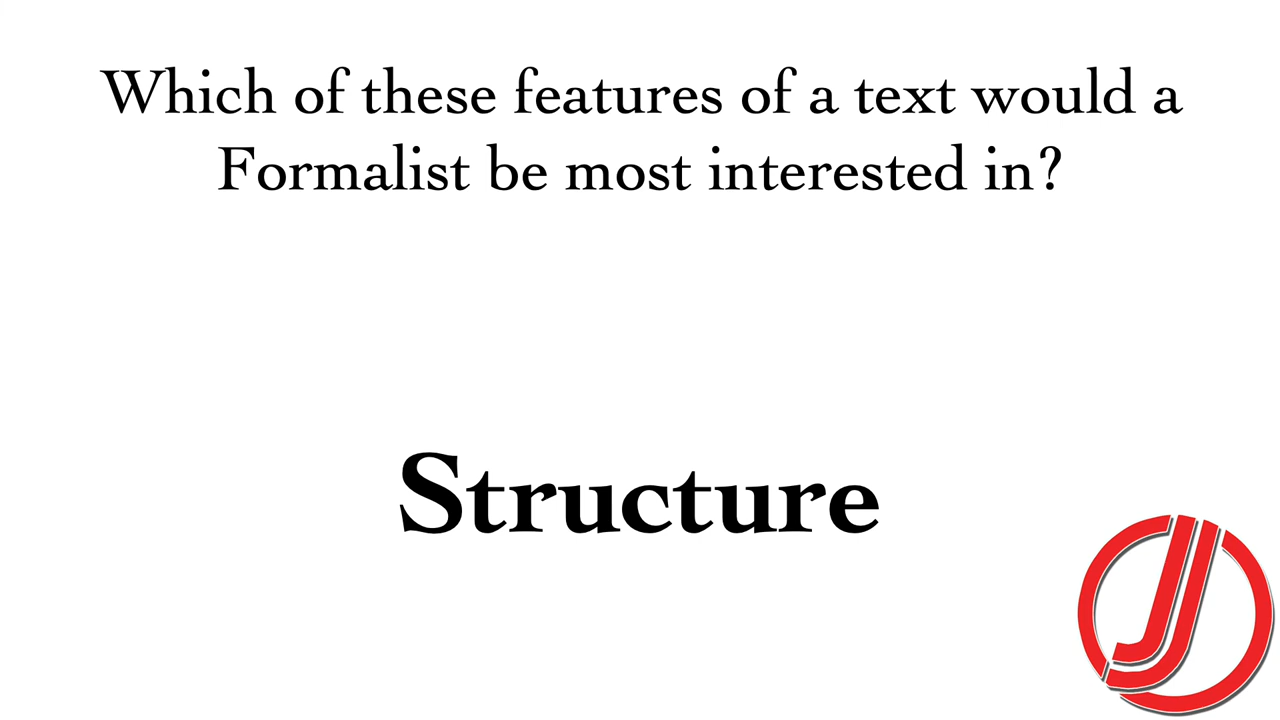 Which of these features of a text would a
Formalist be most interested in?
Structure